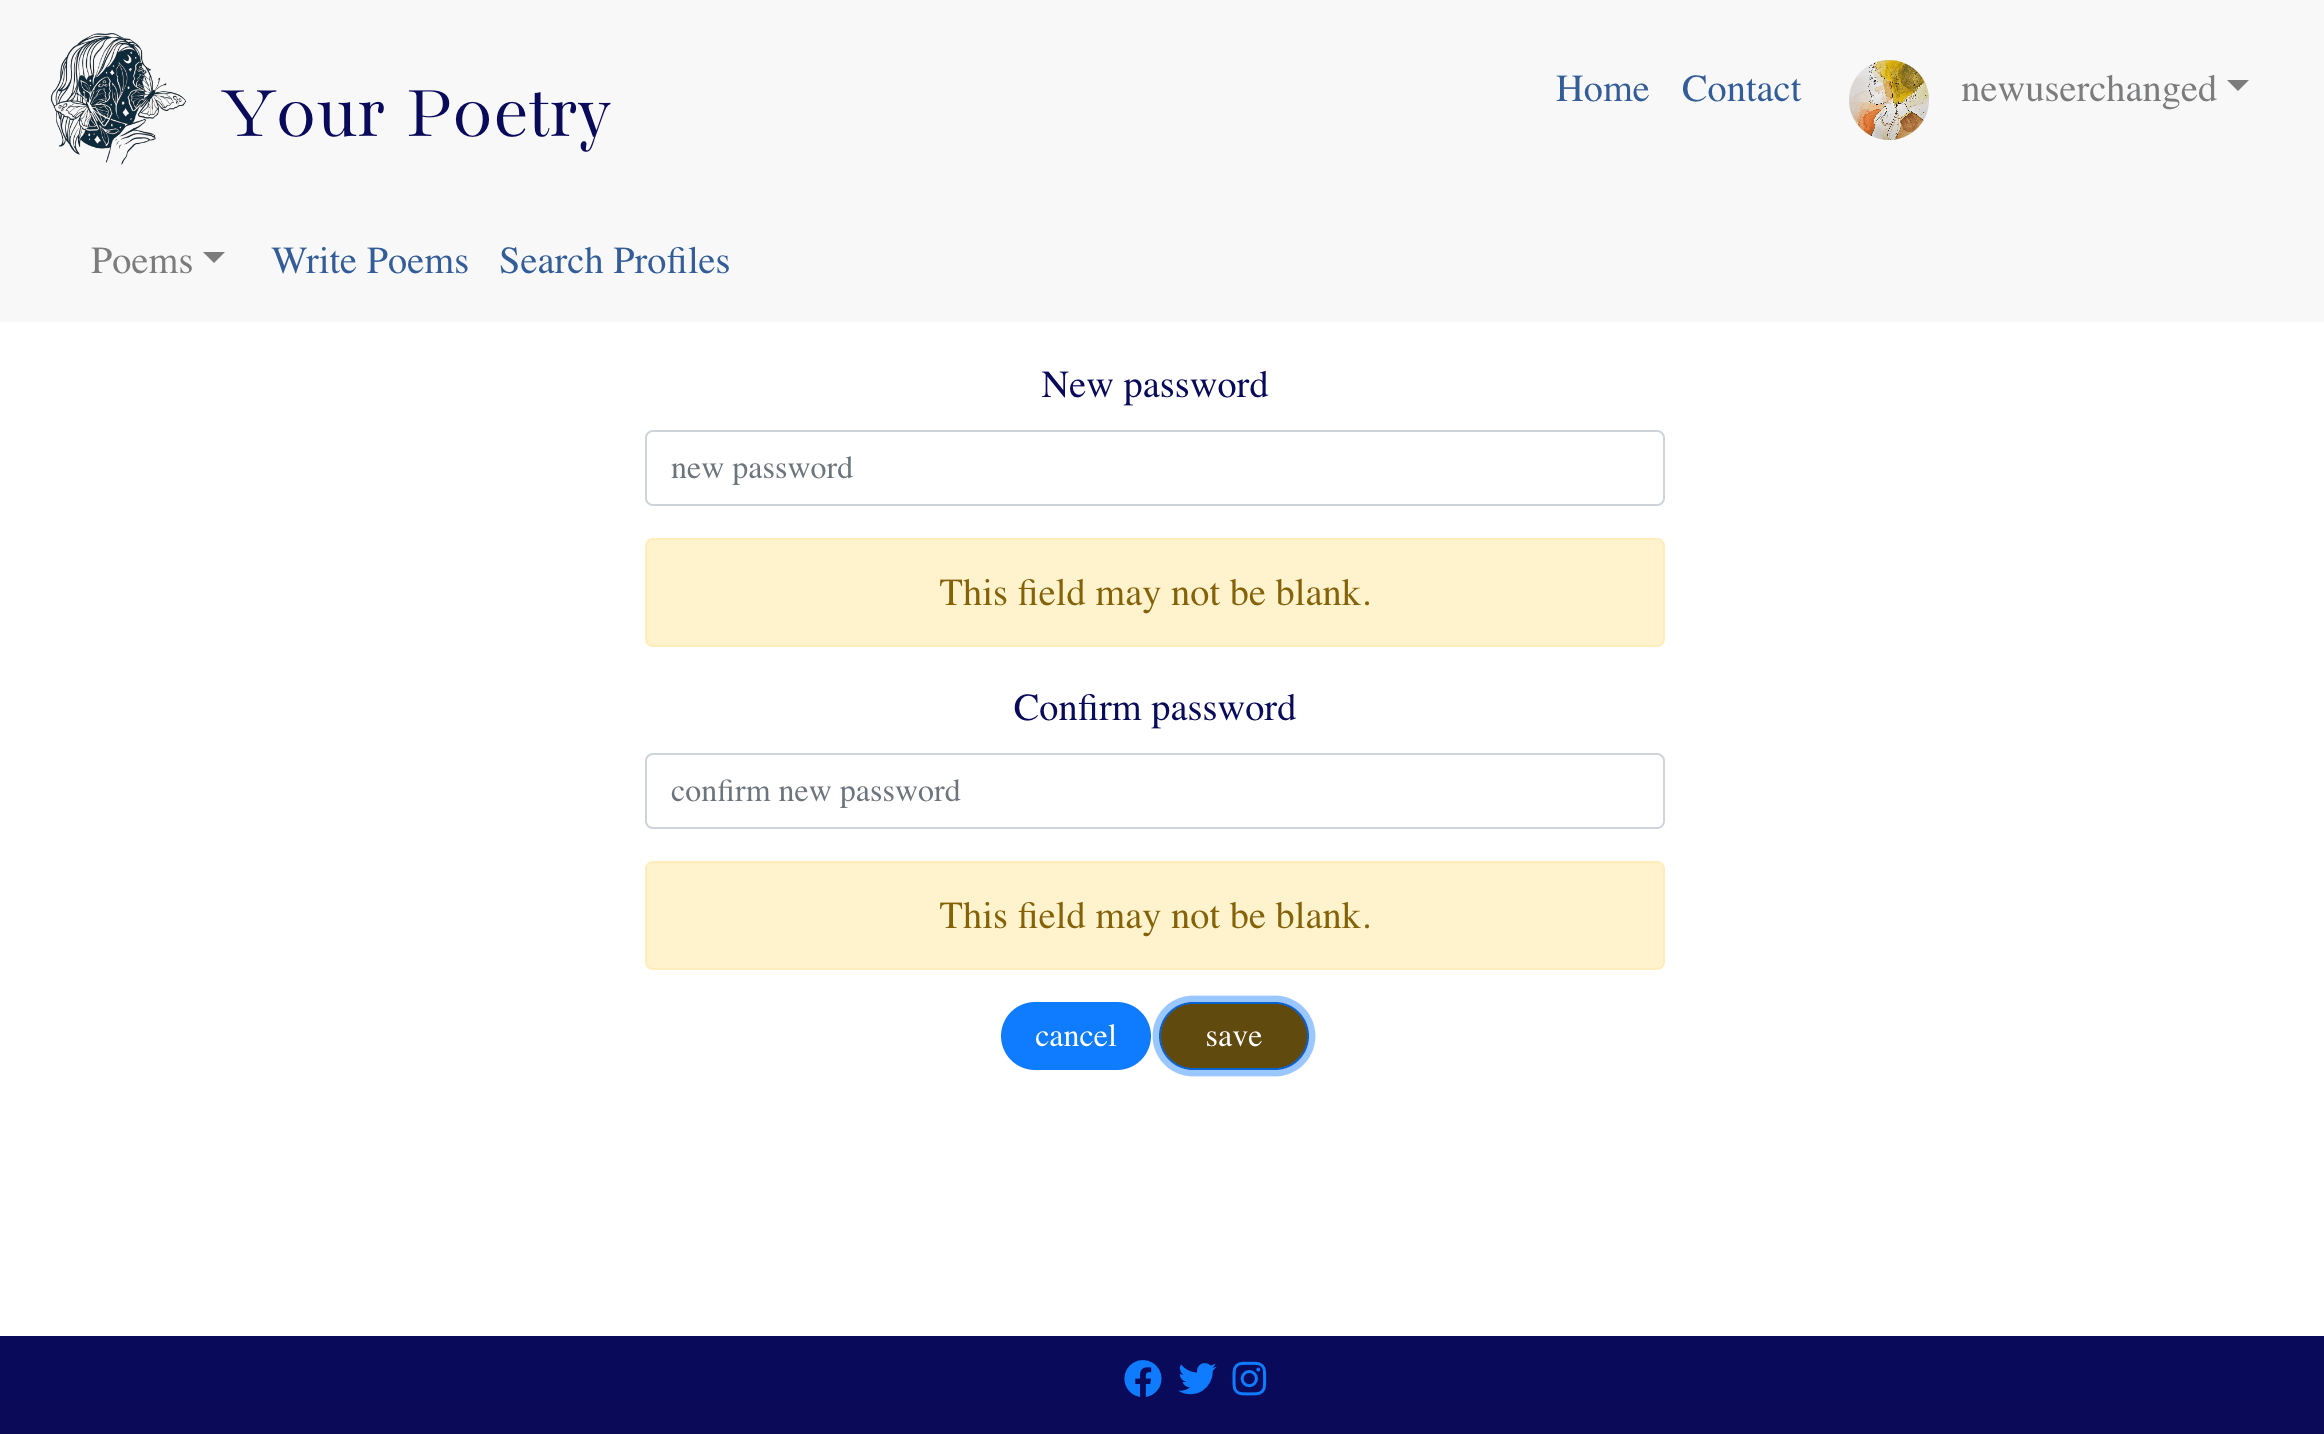 Your Poetry
Home Contact newuserchanged
Poems Write Poems Search Profiles
New password
new password
This field may not be blank.
Confirm password
confirm new password
This field may not be blank.
cancel save